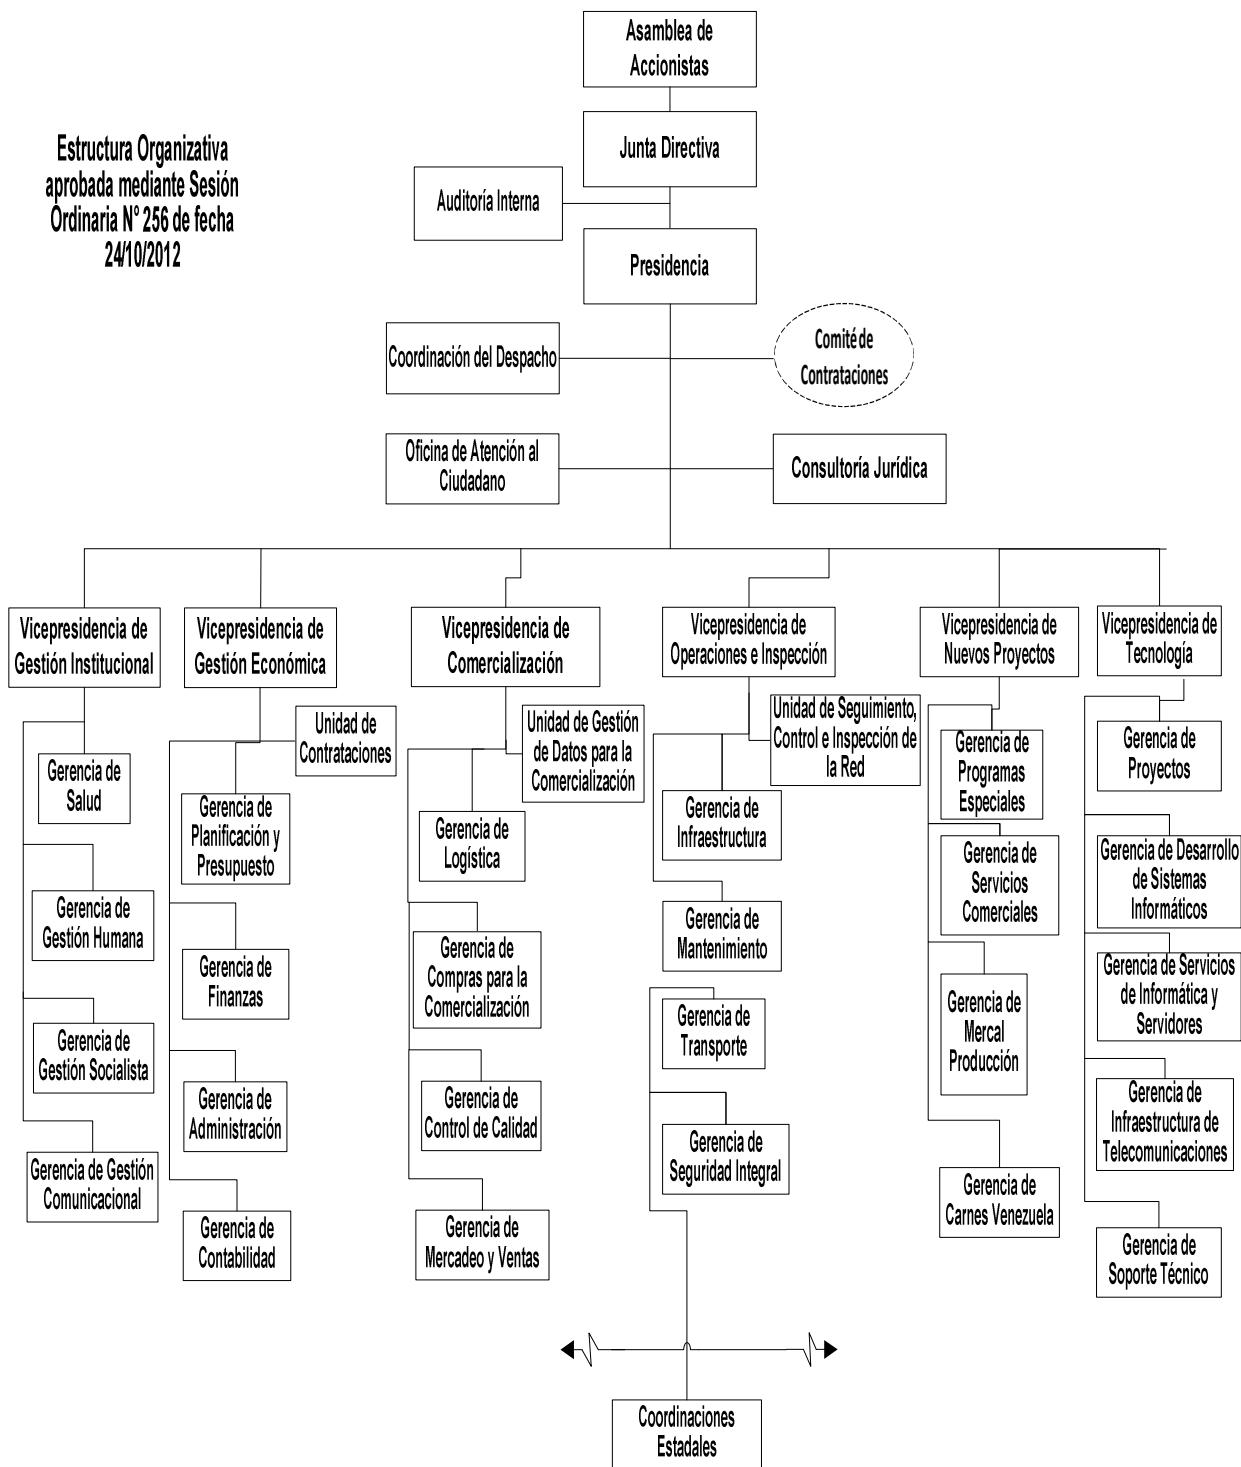 Asamblea de
Accionistas
Estructura Organizativa
aprobada mediante Sesión
Ordinaria N° 256 de fecha
24/10/2012
Junta Directiva
Auditoría Interna
Presidencia
Coordinación del Despacho
Comité de
Contrataciones
Oficina de Atención al
Ciudadano
Consultoría Jurídica
Vicepresidencia de
Gestión Institucional
Vicepresidencia de
Gestión Económica
Vicepresidencia de
Comercialización
Vicepresidencia de
Operaciones e Inspección
Vicepresidencia de
Nuevos Proyectos
Vicepresidencia de
Tecnología
Gerencia de
Salud
Gerencia de
Gestión Humana
Gerencia de
Gestión Socialista
Gerencia de Gestión
Comunicacional
Unidad de
Contrataciones
Gerencia de
Planificación y
Presupuesto
Gerencia de
Finanzas
Gerencia de
Administración
Gerencia de
Contabilidad
Unidad de Gestión
de Datos para la
Comercialización
Gerencia de
Logística
Gerencia de
Compras para la
Comercialización
Gerencia de
Control de Calidad
Gerencia de
Mercadeo y Ventas
Unidad de Seguimiento,
Control e Inspección de
la Red
Gerencia de
Infraestructura
Gerencia de
Mantenimiento
Gerencia de
Transporte
Gerencia de
Seguridad Integral
Coordinaciones
Estadales
Gerencia de
Programas
Especiales
Gerencia de
Servicios
Comerciales
Gerencia de
Mercal
Producción
Gerencia de
Carnes Venezuela
Gerencia de
Proyectos
Gerencia de Desarrollo
de Sistemas
Informáticos
Gerencia de Servicios
de Informática y
Servidores
Gerencia de
Infraestructura de
Telecomunicaciones
Gerencia de
Soporte Técnico